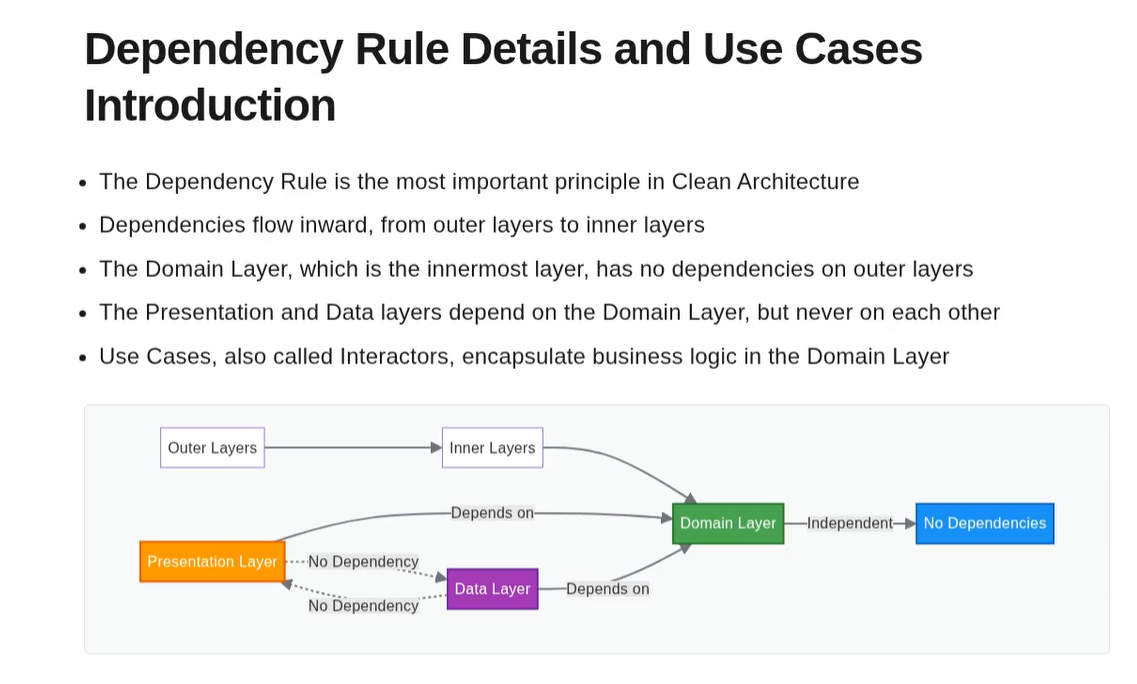 Dependency Rule Details and Use Cases
Introduction
The Dependency Rule is the most important principle in Clean Architecture
Dependencies flow inward, from outer layers to inner layers
The Domain Layer, which is the innermost layer, has no dependencies on outer layers
The Presentation and Data layers depend on the Domain Layer, but never on each other
Use Cases, also called Interactors, encapsulate business logic in the Domain Layer
Outer Layers
Inner Layers
Depends on
Domain Layer
Independent
No Dependencies
Presentation Layer
No Dependency
Data Layer
Depends on
No Dependency